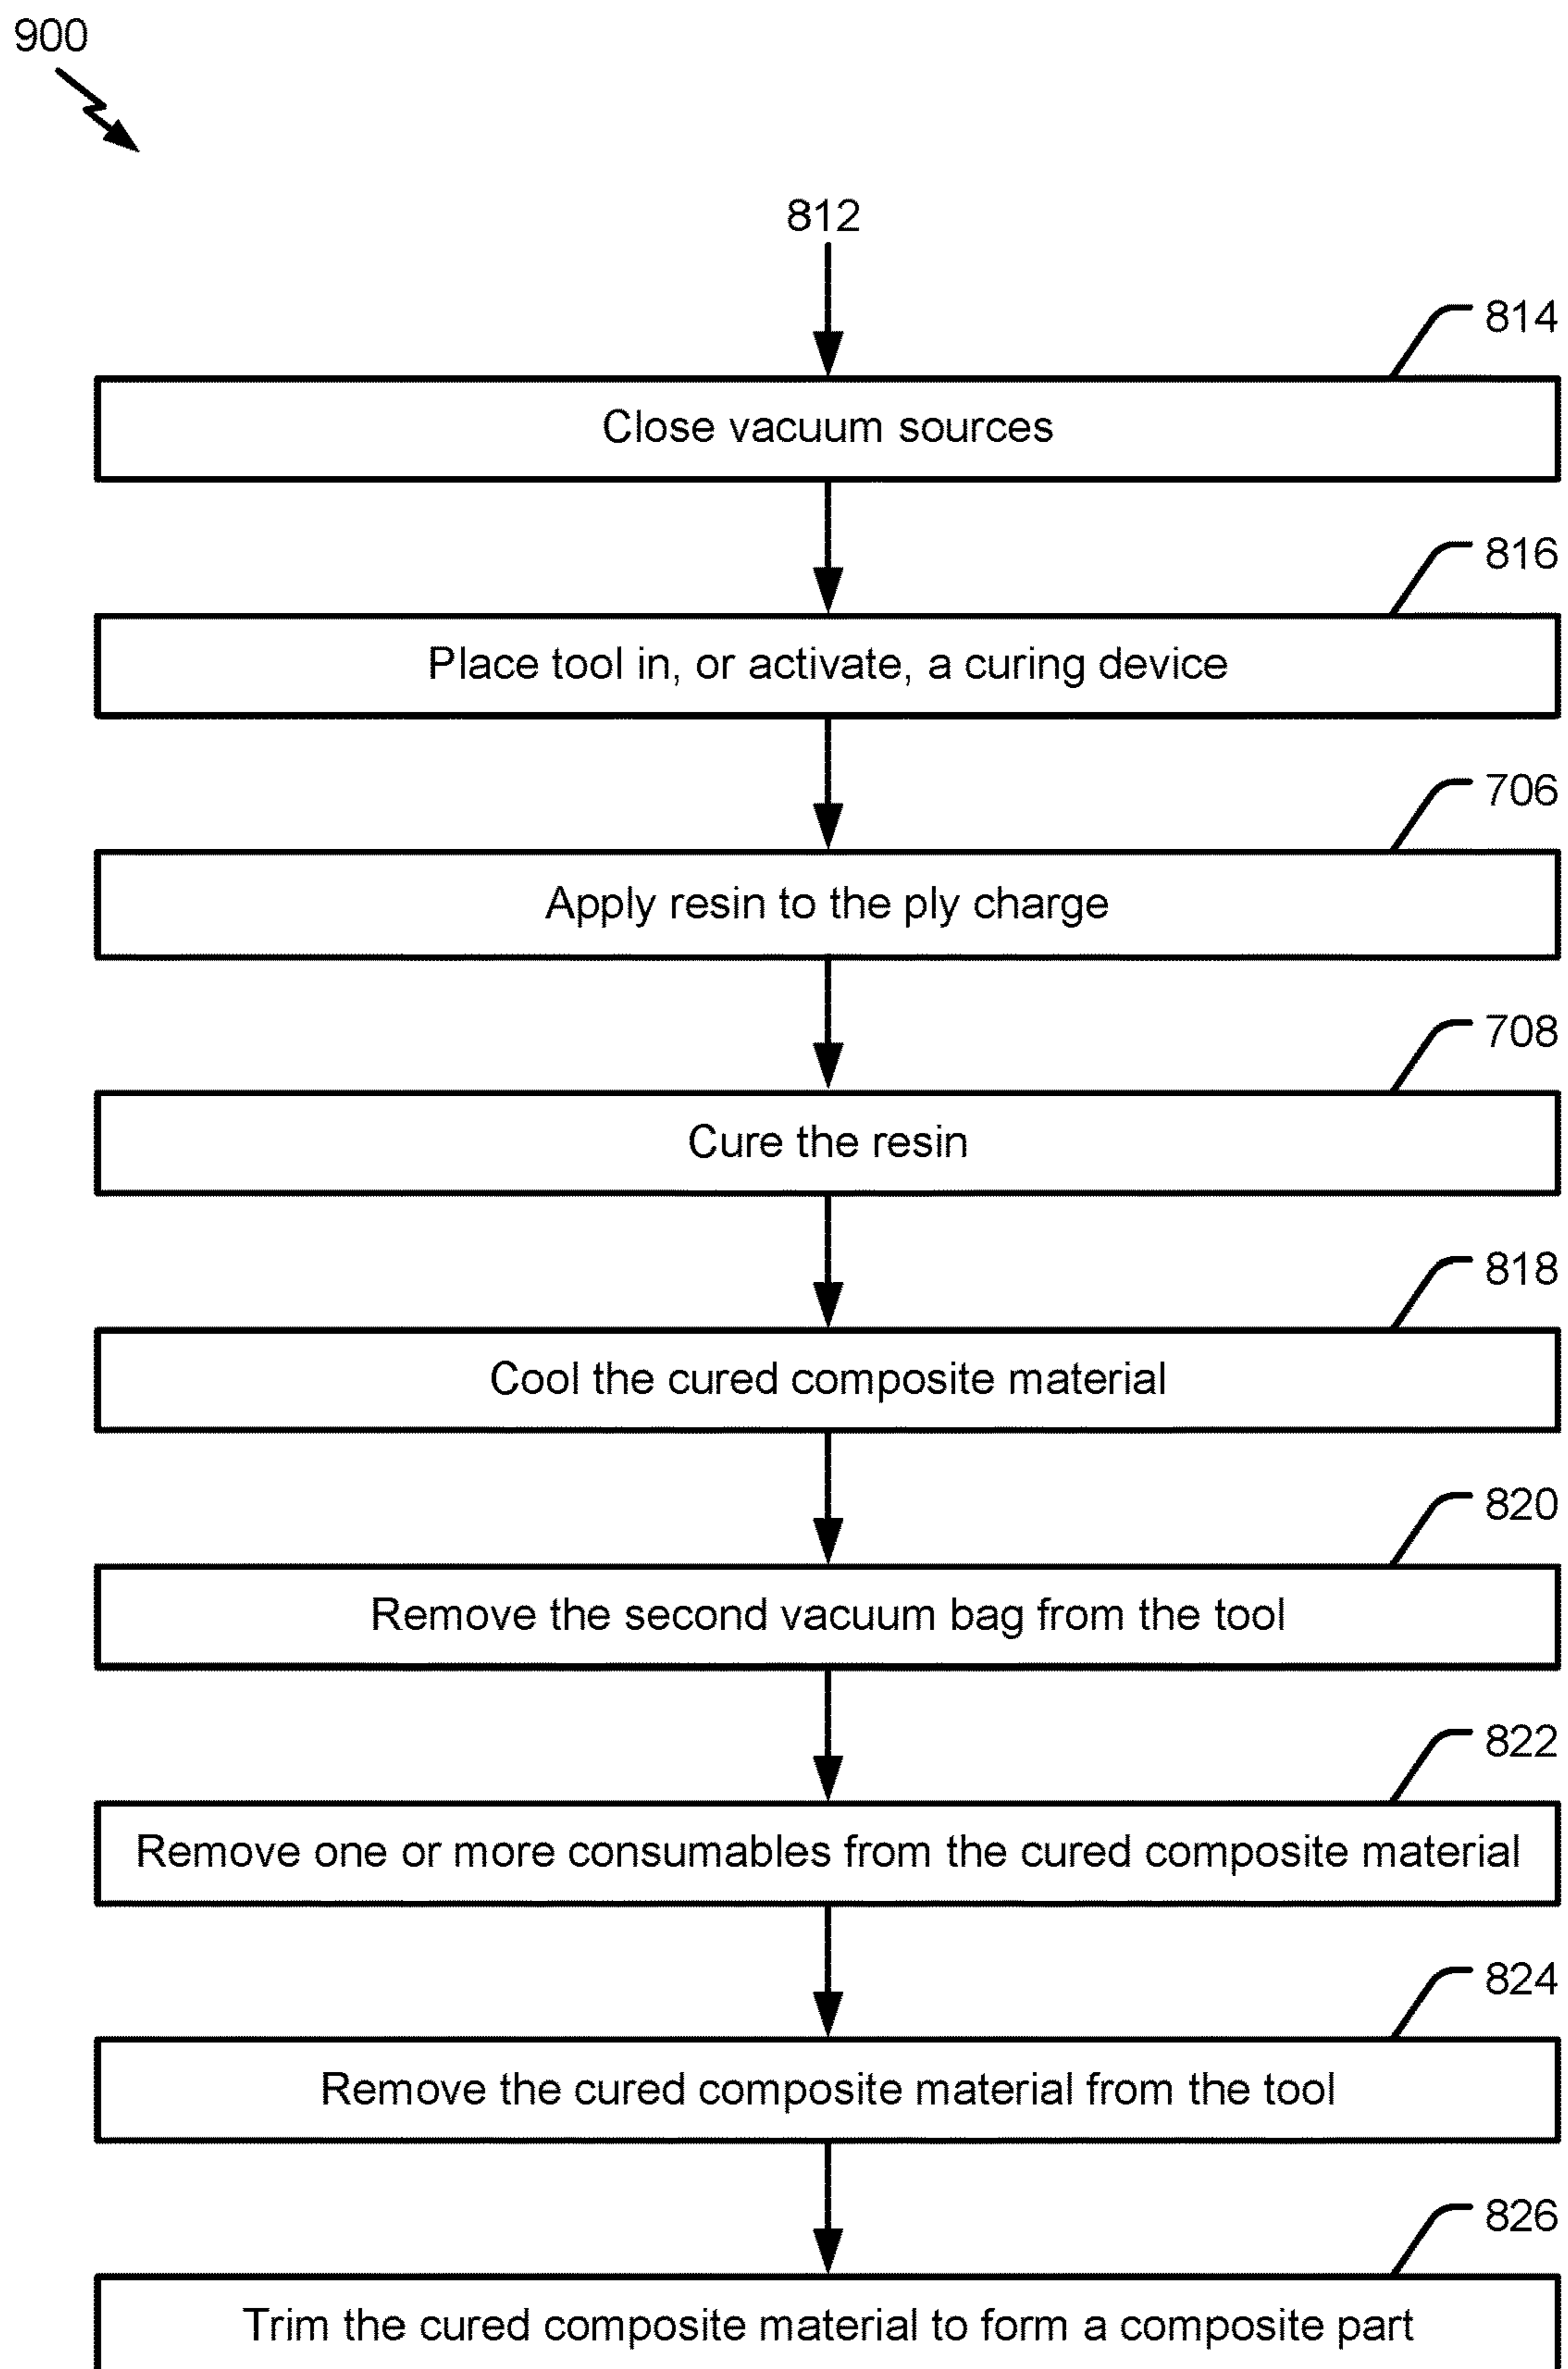 900
812
814
Close vacuum sources
816
Place tool in, or activate, a curing device
706
Apply resin to the ply charge
708
Cure the resin
818
Cool the cured composite material
820
Remove the second vacuum bag from the tool
822
Remove one or more consumables from the cured composite material
824
Remove the cured composite material from the tool
826
Trim the cured composite material to form a composite part